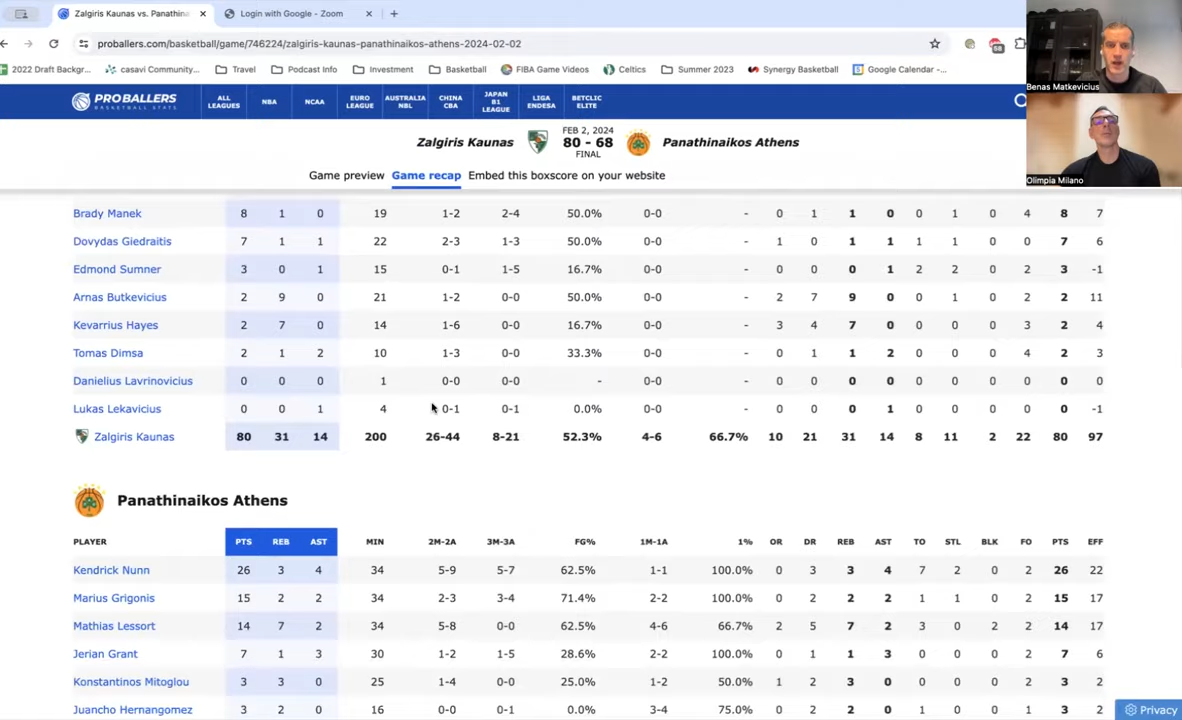 Zalgiris Kaunas vs. Panathina
Login with Google - Zoom
proballers.com/basketball/game/746224/zalgiris-kaunas-panathinaikos-athens-2024-02-02
58
2022 Draft Backgr... casavi Community... Travel Podcast Info Investment Basketball FIBA Game Videos Celtics Summer 2023 Synergy Basketball Google Calendar -...
Benas Matkevicius
Olimpia Milano
PROBALLERS
BASKETBALL STATS
ALL LEAGUES
NBA
NCAA
EURO LEAGUE
AUSTRALIA NBL
CHINA CBA
JAPAN B1 LEAGUE
LIGA ENDESA
BETCLIC ELITE
FEB 2, 2024
Zalgiris Kaunas 80 - 68 Panathinaikos Athens
FINAL
Game preview Game recap Embed this boxscore on your website
Brady Manek 8 1 0 19 1-2 2-4 50.0% 0-0 - 0 1 1 0 0 1 0 4 8 7
Dovydas Giedraitis 7 1 1 22 2-3 1-3 50.0% 0-0 - 1 0 1 1 1 1 0 0 7 6
Edmond Sumner 3 0 1 15 0-1 1-5 16.7% 0-0 - 0 0 0 1 2 2 0 2 3 -1
Arnas Butkevicius 2 9 0 21 1-2 0-0 50.0% 0-0 - 2 7 9 0 0 1 0 2 2 11
Kevarrius Hayes 2 7 0 14 1-6 0-0 16.7% 0-0 - 3 4 7 0 0 0 0 3 2 4
Tomas Dimsa 2 1 2 10 1-3 0-0 33.3% 0-0 - 0 1 1 2 0 0 0 4 2 3
Danielius Lavrinovicius 0 0 0 1 0-0 0-0 - 0-0 - 0 0 0 0 0 0 0 0 0 0
Lukas Lekavicius 0 0 1 4 0-1 0-1 0.0% 0-0 - 0 0 0 1 0 0 0 0 0 -1
Zalgiris Kaunas 80 31 14 200 26-44 8-21 52.3% 4-6 66.7% 10 21 31 14 8 11 2 22 80 97
Panathinaikos Athens
PLAYER PTS REB AST MIN 2M-2A 3M-3A FG% 1M-1A 1% OR DR REB AST TO STL BLK FO PTS EFF
Kendrick Nunn 26 3 4 34 5-9 5-7 62.5% 1-1 100.0% 0 3 3 4 7 2 0 2 26 22
Marius Grigonis 15 2 2 34 2-3 3-4 71.4% 2-2 100.0% 0 2 2 2 1 1 0 2 15 17
Mathias Lessort 14 7 2 34 5-8 0-0 62.5% 4-6 66.7% 2 5 7 2 3 0 2 2 14 17
Jerian Grant 7 1 3 30 1-2 1-5 28.6% 2-2 100.0% 0 1 1 3 0 0 0 2 7 6
Konstantinos Mitoglou 3 3 0 25 1-4 0-0 25.0% 1-2 50.0% 1 2 3 0 0 0 0 2 3 2
Juancho Hernangomez 3 2 0 16 0-0 0-1 0.0% 3-4 75.0% 0 2 2 0 1 0 0 1 3 2
Privacy